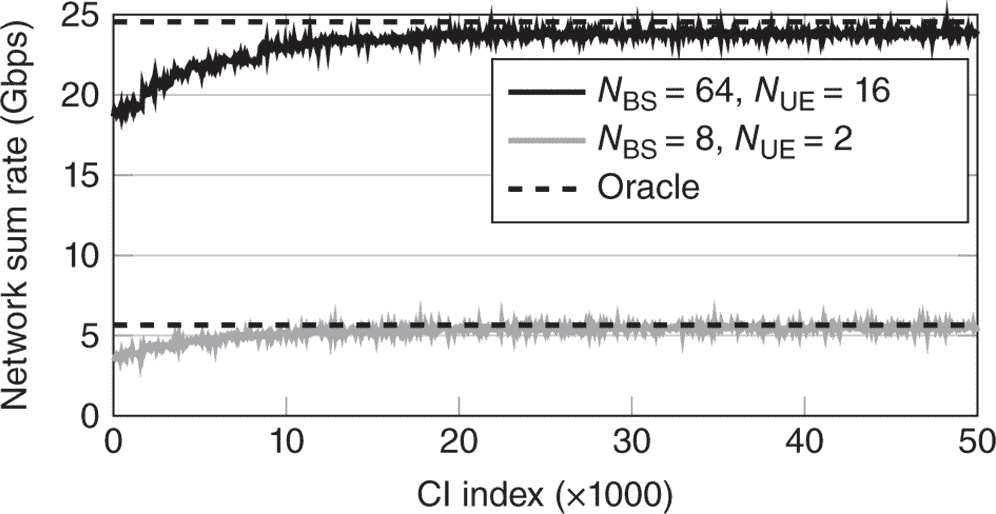 Network sum rate (Gbps)
25
20
15
10
5
0
N_BS = 64, N_UE = 16
N_BS = 8, N_UE = 2
Oracle
0 10 20 30 40 50
CI index (×1000)